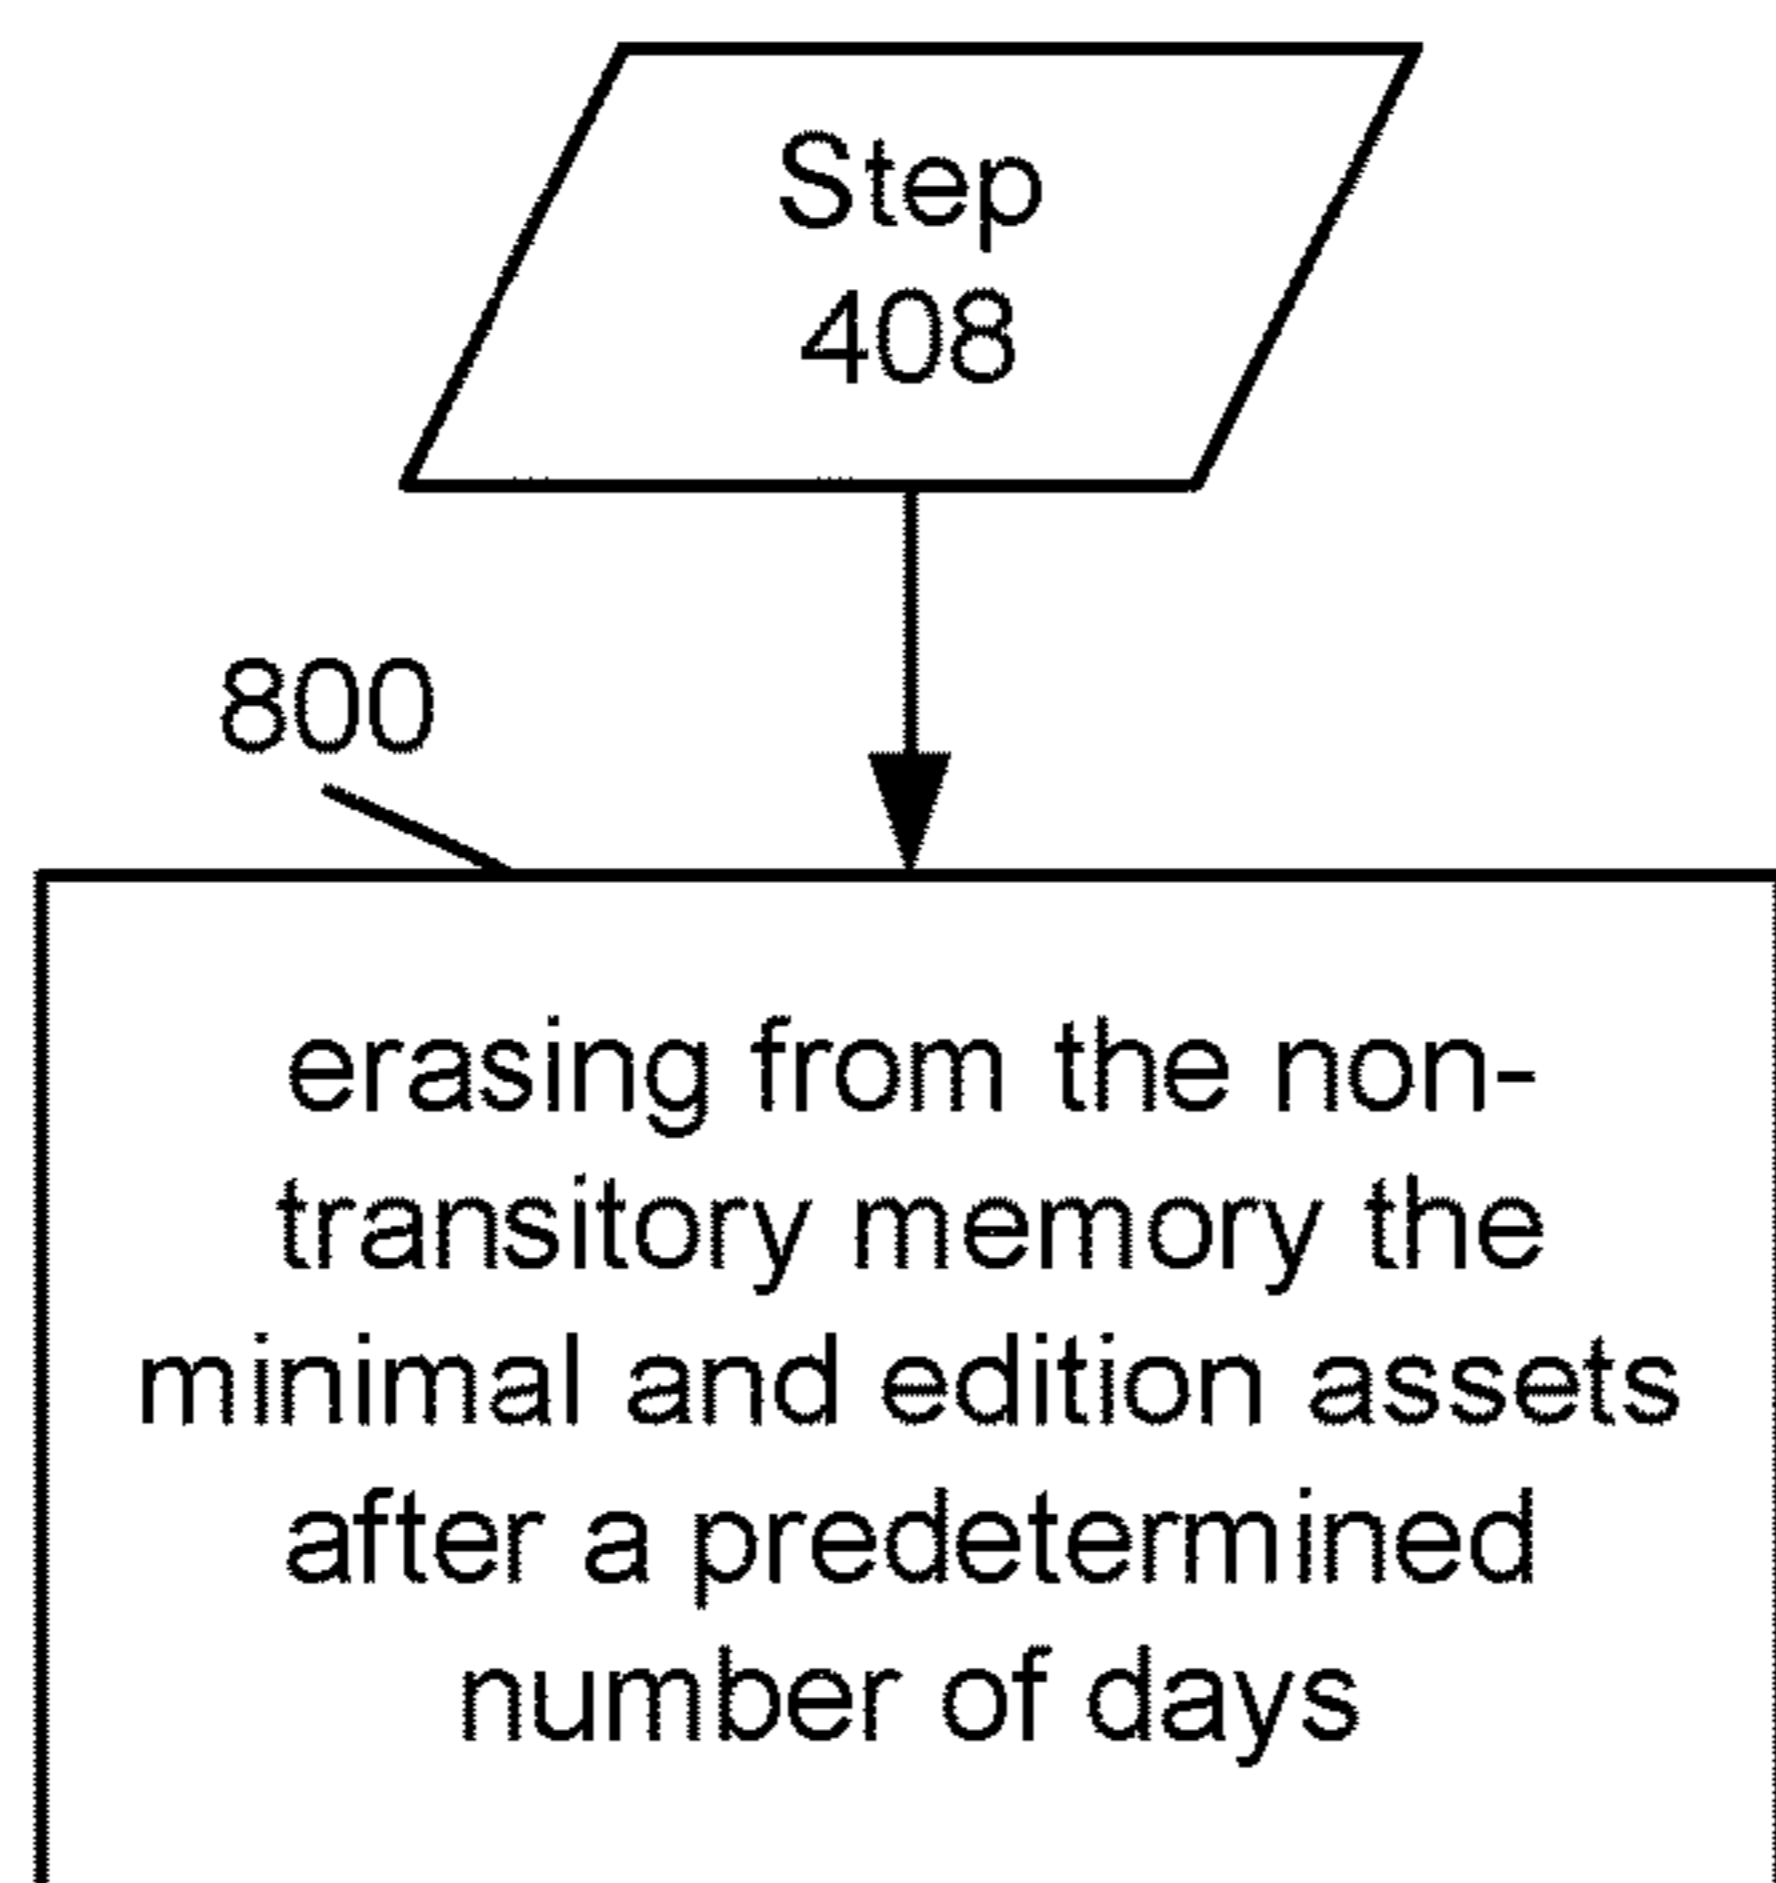 Step
408
800
erasing from the non-
transitory memory the
minimal and edition assets
after a predetermined
number of days